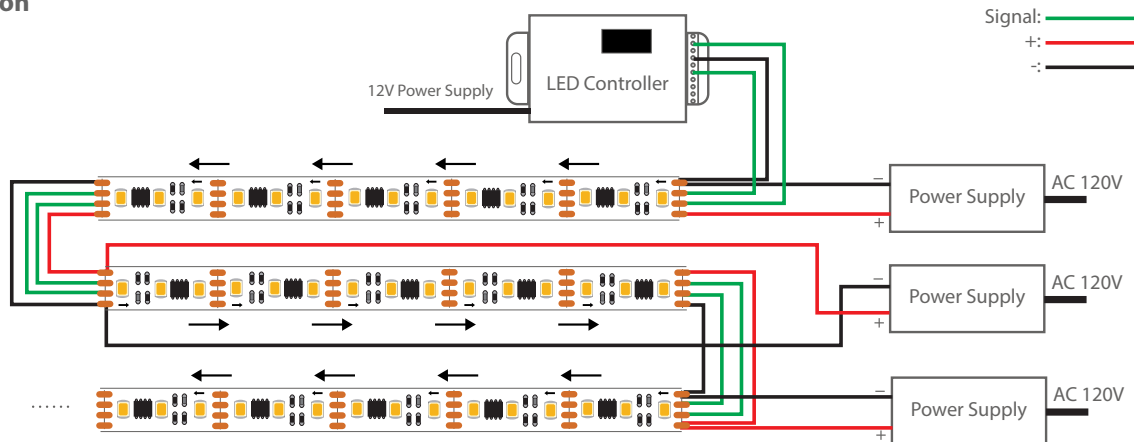 on
Signal:
+:
-:
LED Controller
12V Power Supply
−
Power Supply
AC 120V
+
−
Power Supply
AC 120V
+
−
Power Supply
AC 120V
+
......